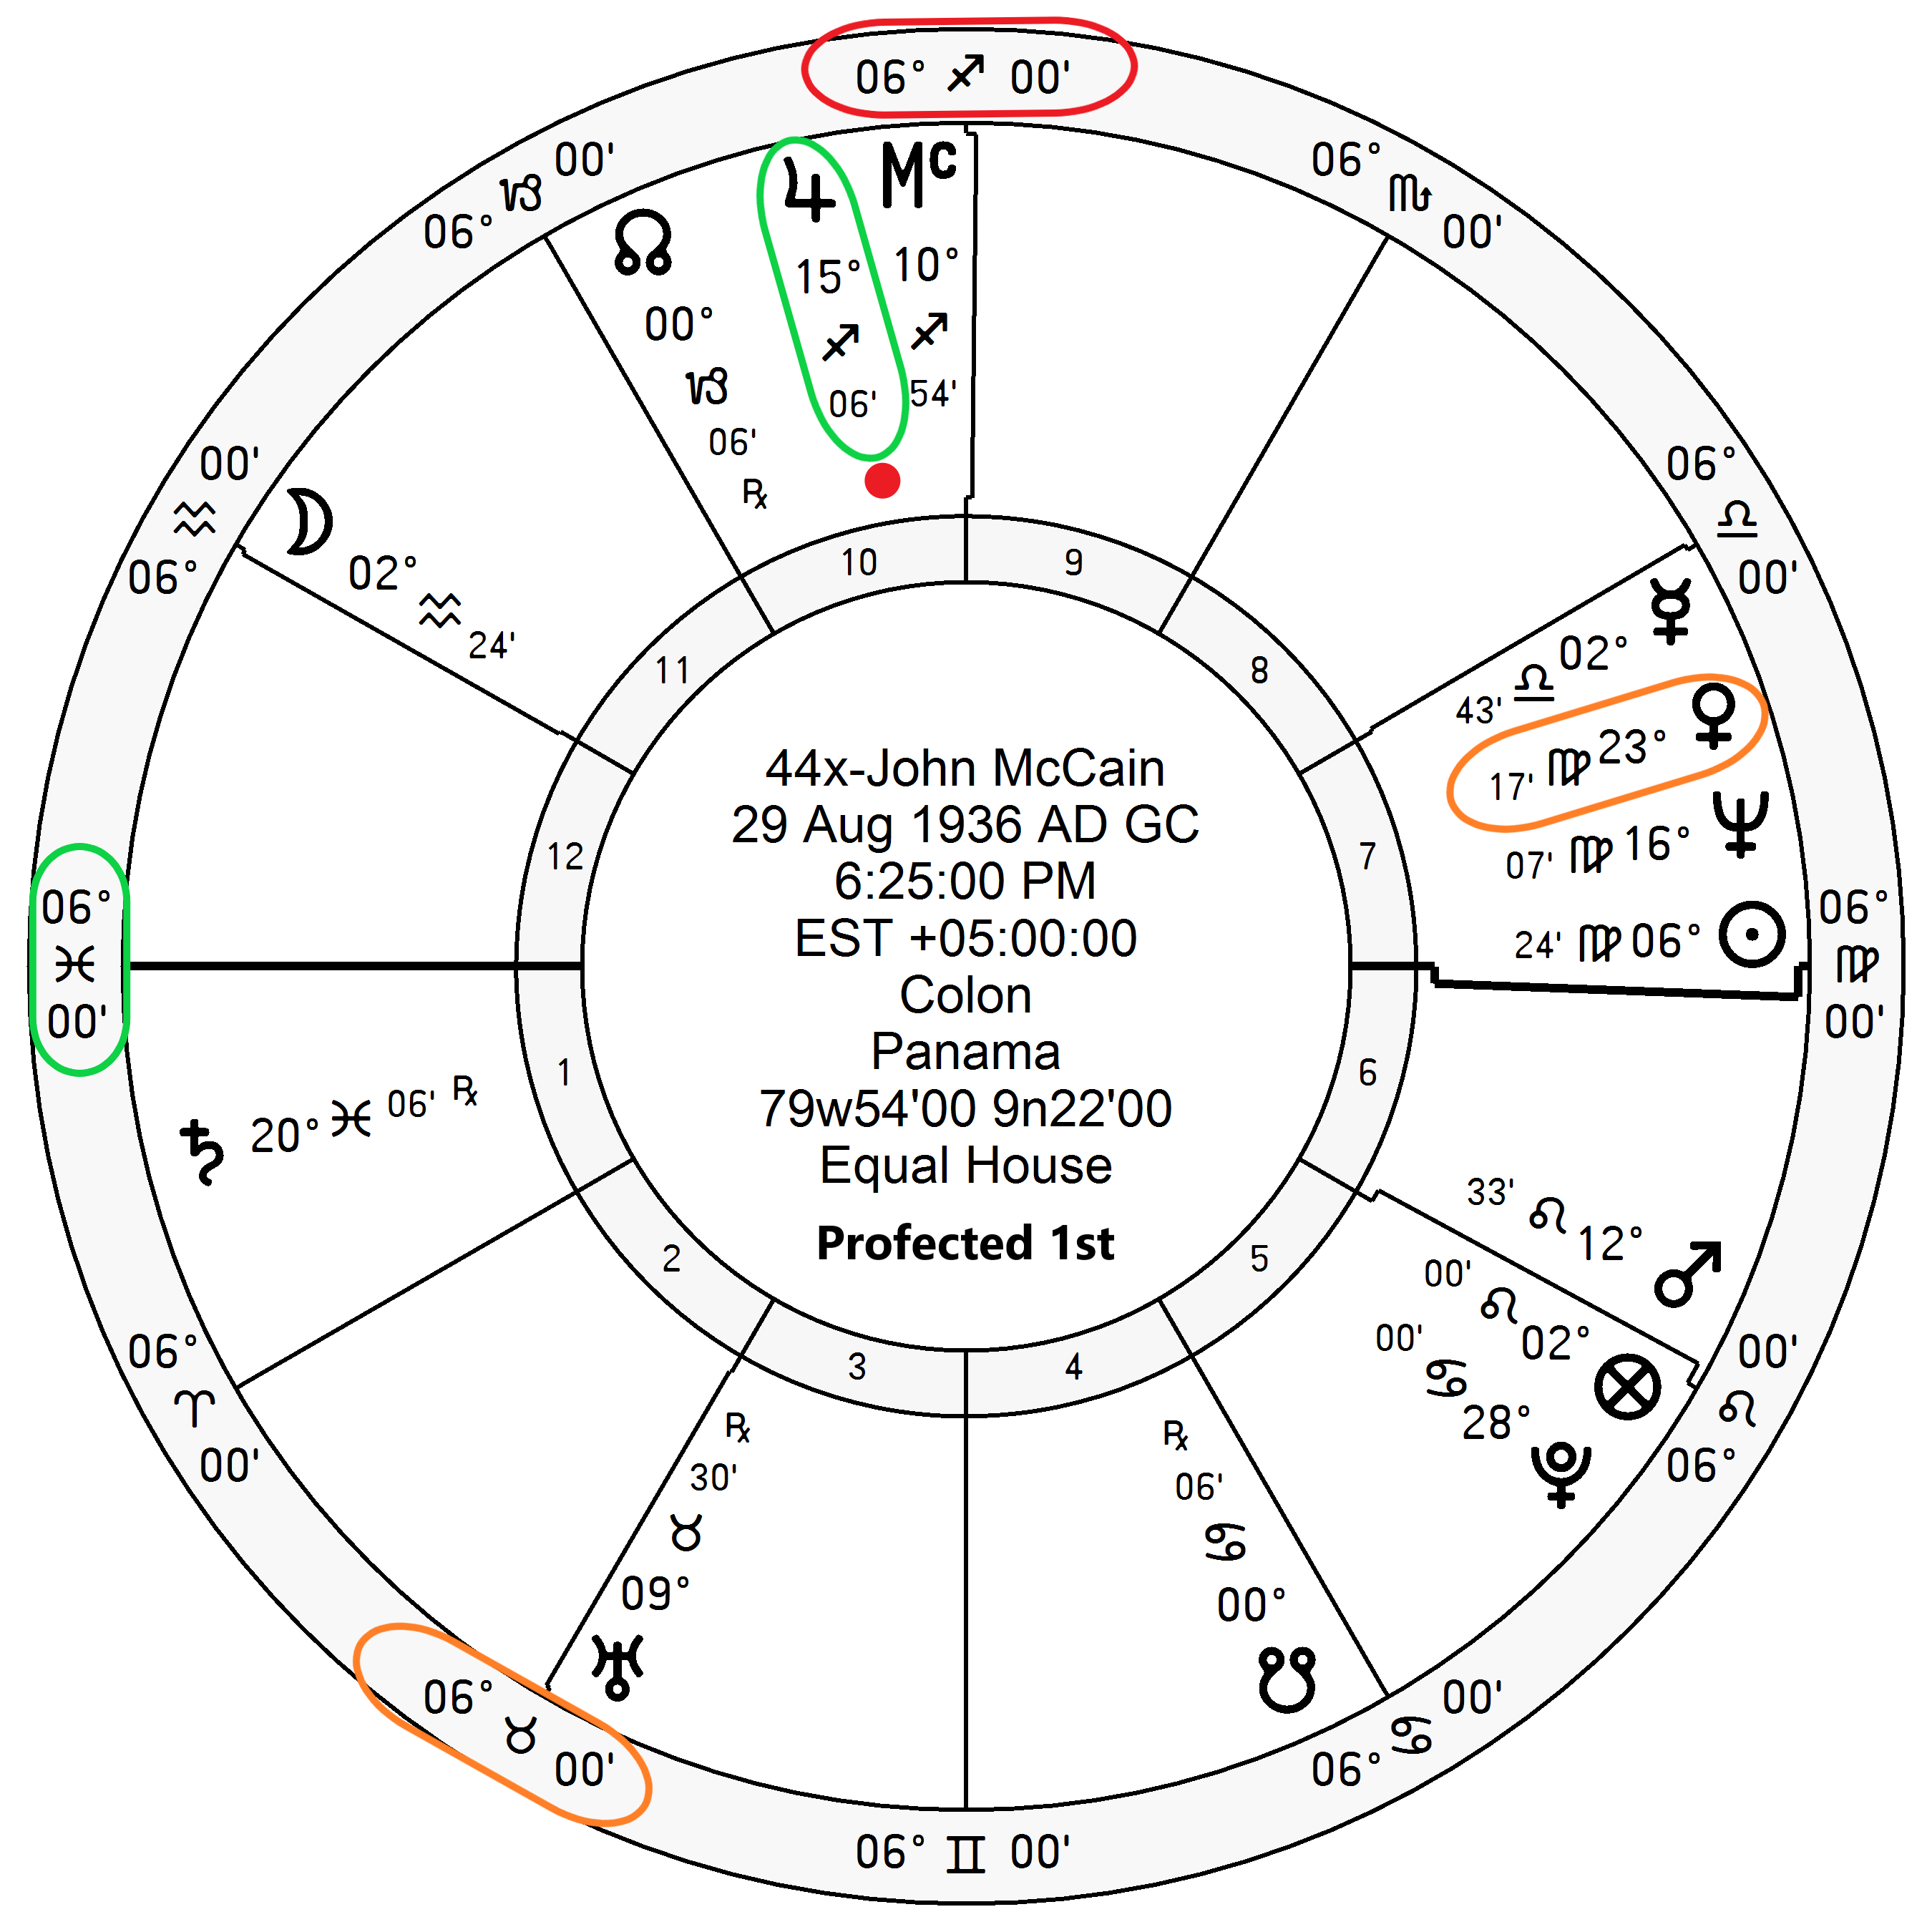 06° ♐ 00'
06° ♑ 00'
06° ♏ 00'
♃ 15° ♐ 06'
Mc 10° ♐ 54'
☊ 00° ♑ 06' ℞
06° ♒ 00'
☽ 02° ♒ 24'
06° ♎ 00'
☿ 02° ♎ 43'
♀ 23° ♍ 17'
♆ 16° ♍ 07'
☉ 06° ♍ 24'
06° ♓ 00'
06° ♍ 00'
10
9
11
8
12
7
1
6
2
5
3
4
44x-John McCain
29 Aug 1936 AD GC
6:25:00 PM
EST +05:00:00
Colon
Panama
79w54'00 9n22'00
Equal House
Profected 1st
♄ 20° ♓ 06' ℞
♂ 12° ♌ 33'
⊗ 02° ♌ 00'
♇ 28° ♋ 00'
06° ♈ 00'
06° ♌ 00'
♅ 09° ♉ 30' ℞
☋ 00° ♋ 06' ℞
06° ♉ 00'
06° ♋ 00'
06° ♊ 00'